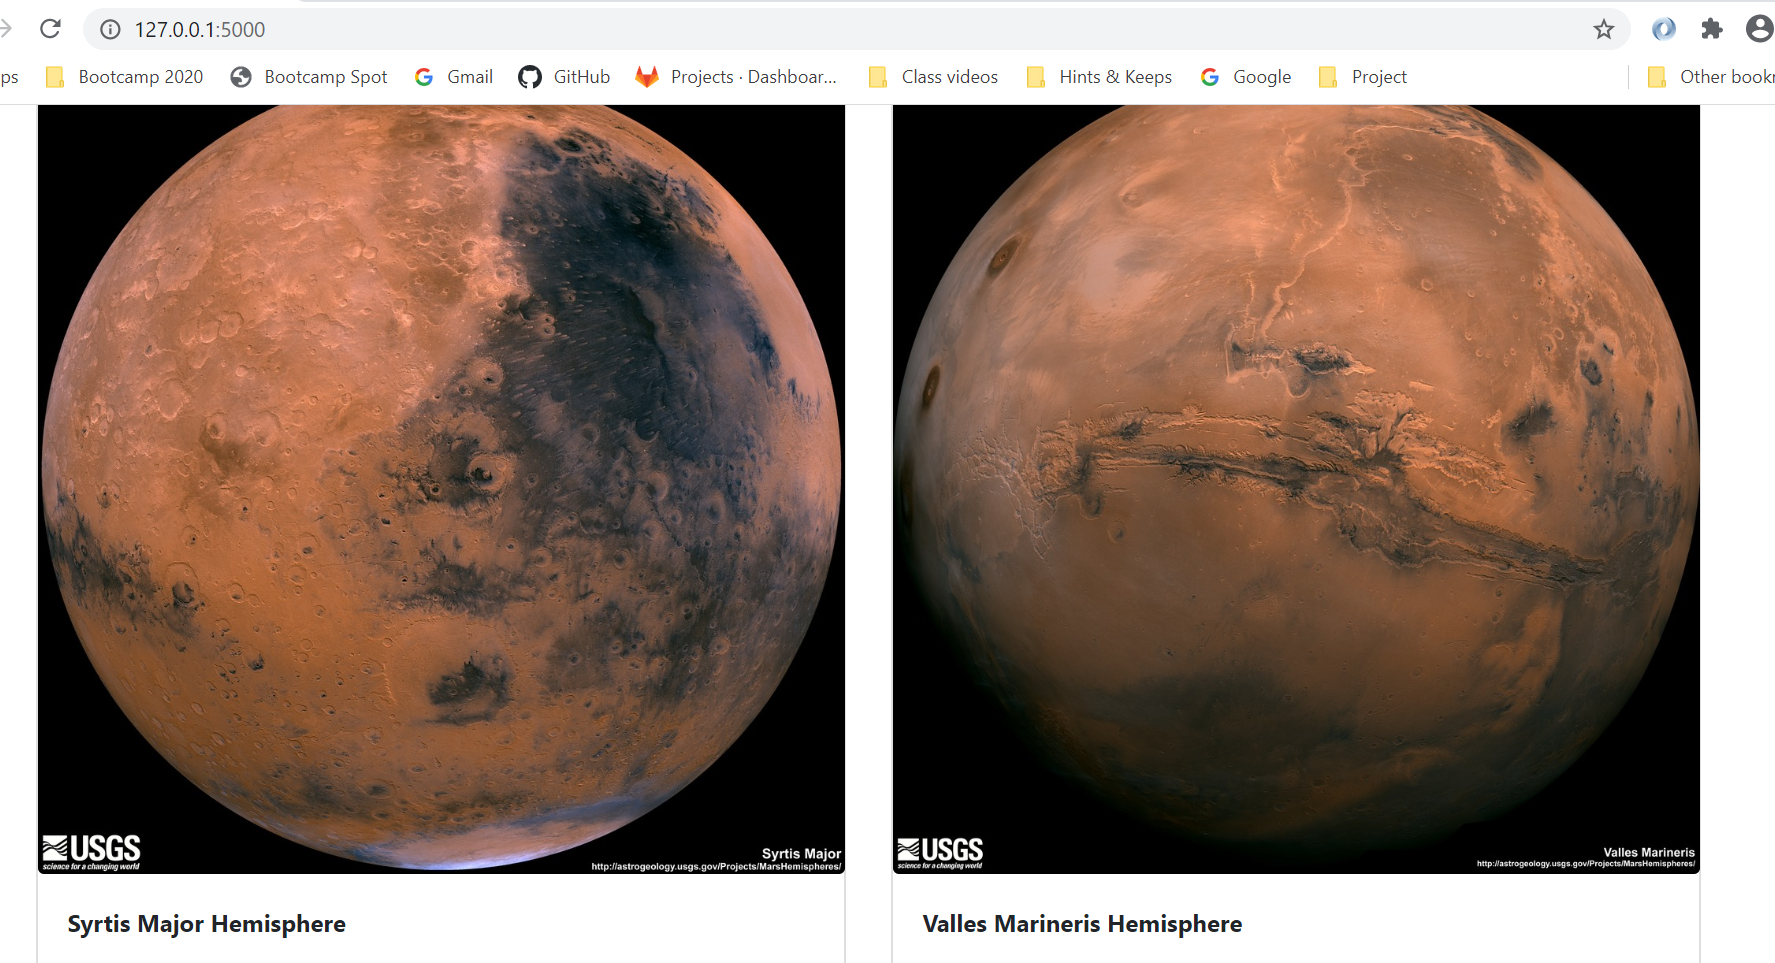 127.0.0.1:5000
ps Bootcamp 2020 Bootcamp Spot Gmail GitHub Projects · Dashboar... Class videos Hints & Keeps Google Project Other bookr
USGS
science for a changing world
Syrtis Major
http://astrogeology.usgs.gov/Projects/MarsHemispheres/
USGS
science for a changing world
Valles Marineris
http://astrogeology.usgs.gov/Projects/MarsHemispheres/
Syrtis Major Hemisphere
Valles Marineris Hemisphere